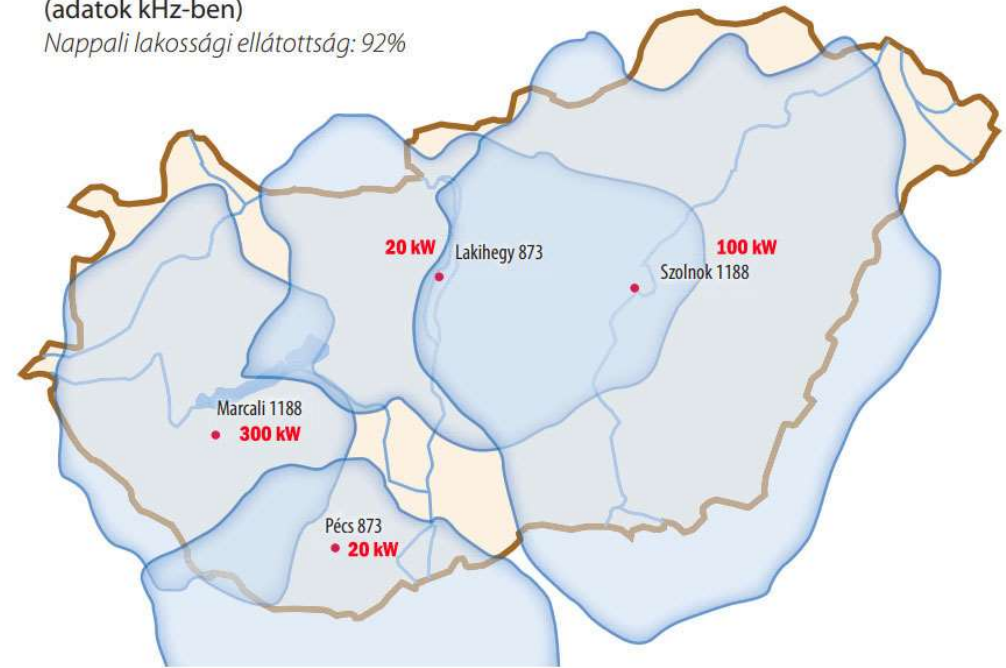 (adatok kHz-ben)
Nappali lakossági ellátottság: 92%
20 kW
Lakihegy 873
100 kW
Szolnok 1188
Marcali 1188
300 kW
Pécs 873
20 kW